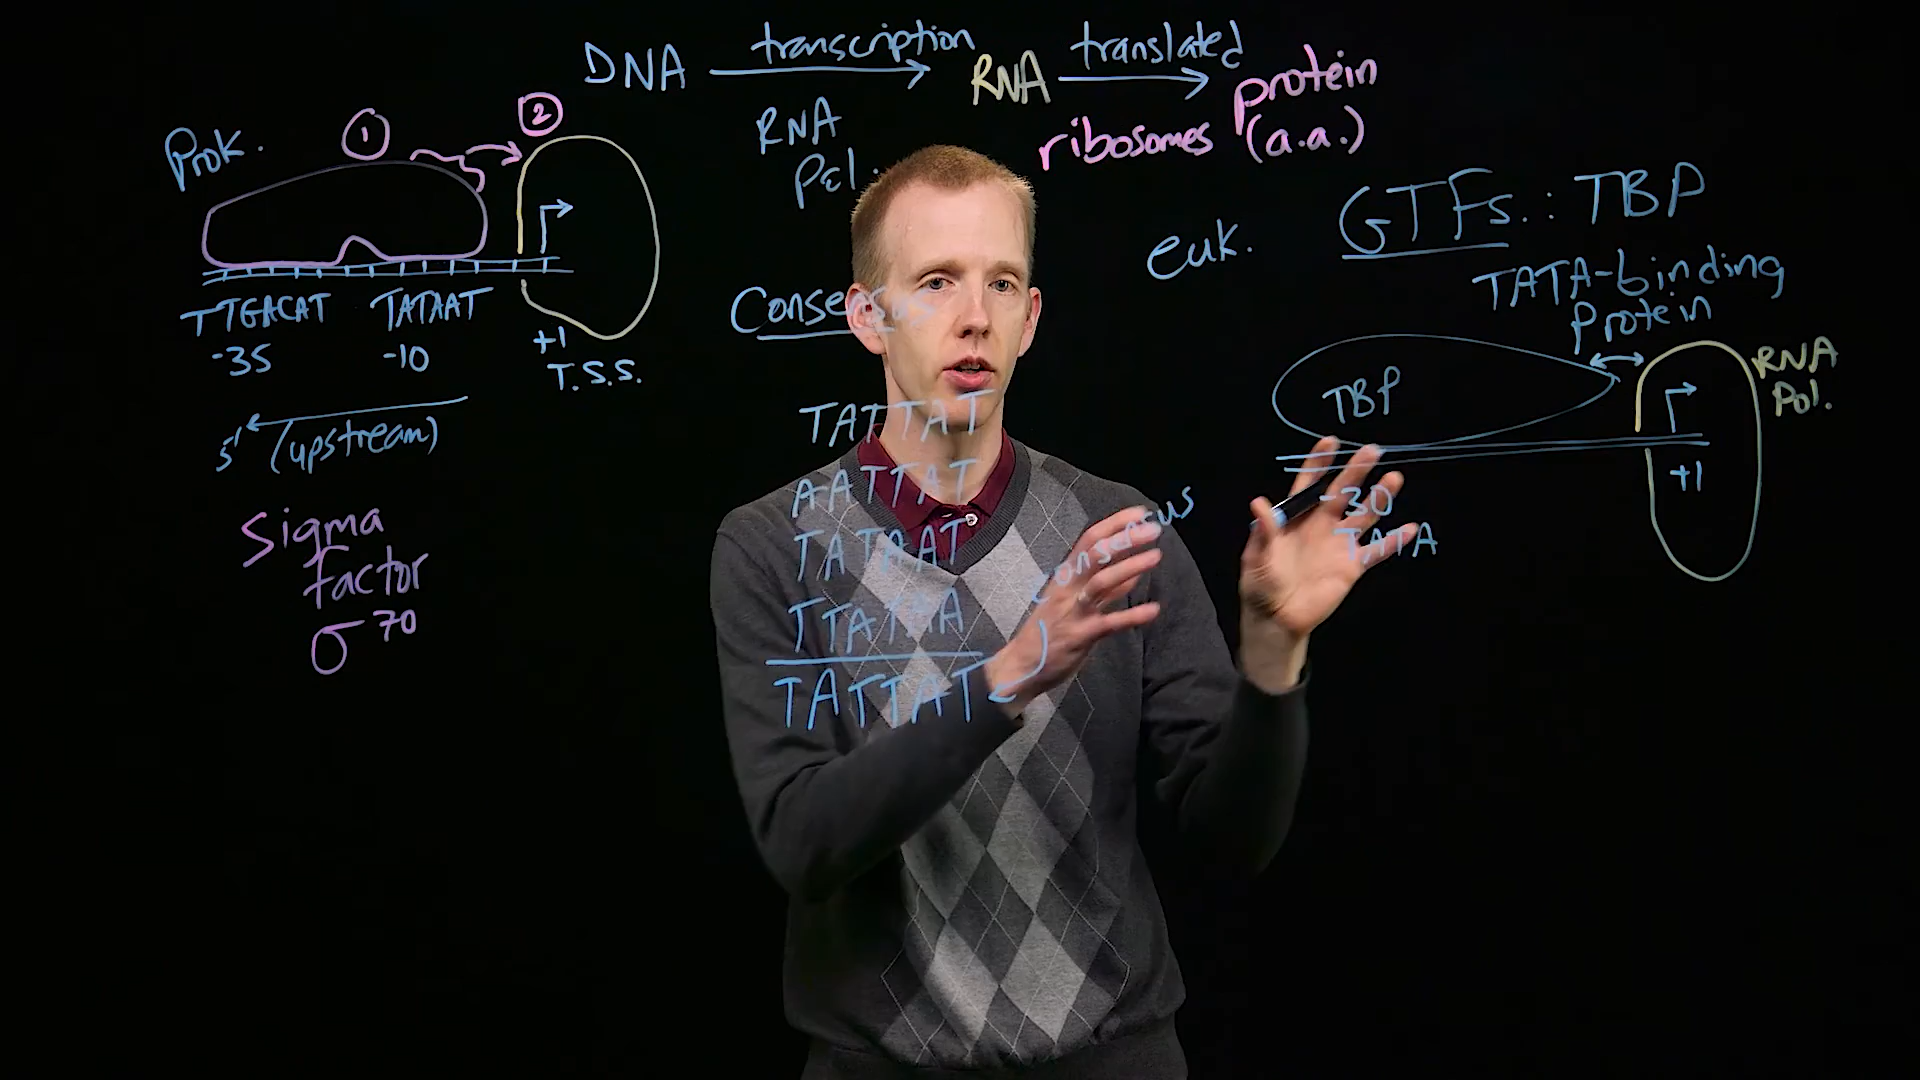 DNA transcription RNA translated protein
RNA Pol. ribosomes (a.a.)
Prok. 1 2
TTGACAT TATAAT
-35 -10 +1
T.S.S.
5' (upstream)
Sigma
factor
σ70
TATTAT
AATTAT
TATAAT
TTATAA
TATTAT
consensus
euk.
GTFs.: TBP
TATA-binding
Protein
TBP
RNA
Pol.
+1
-30
TATA